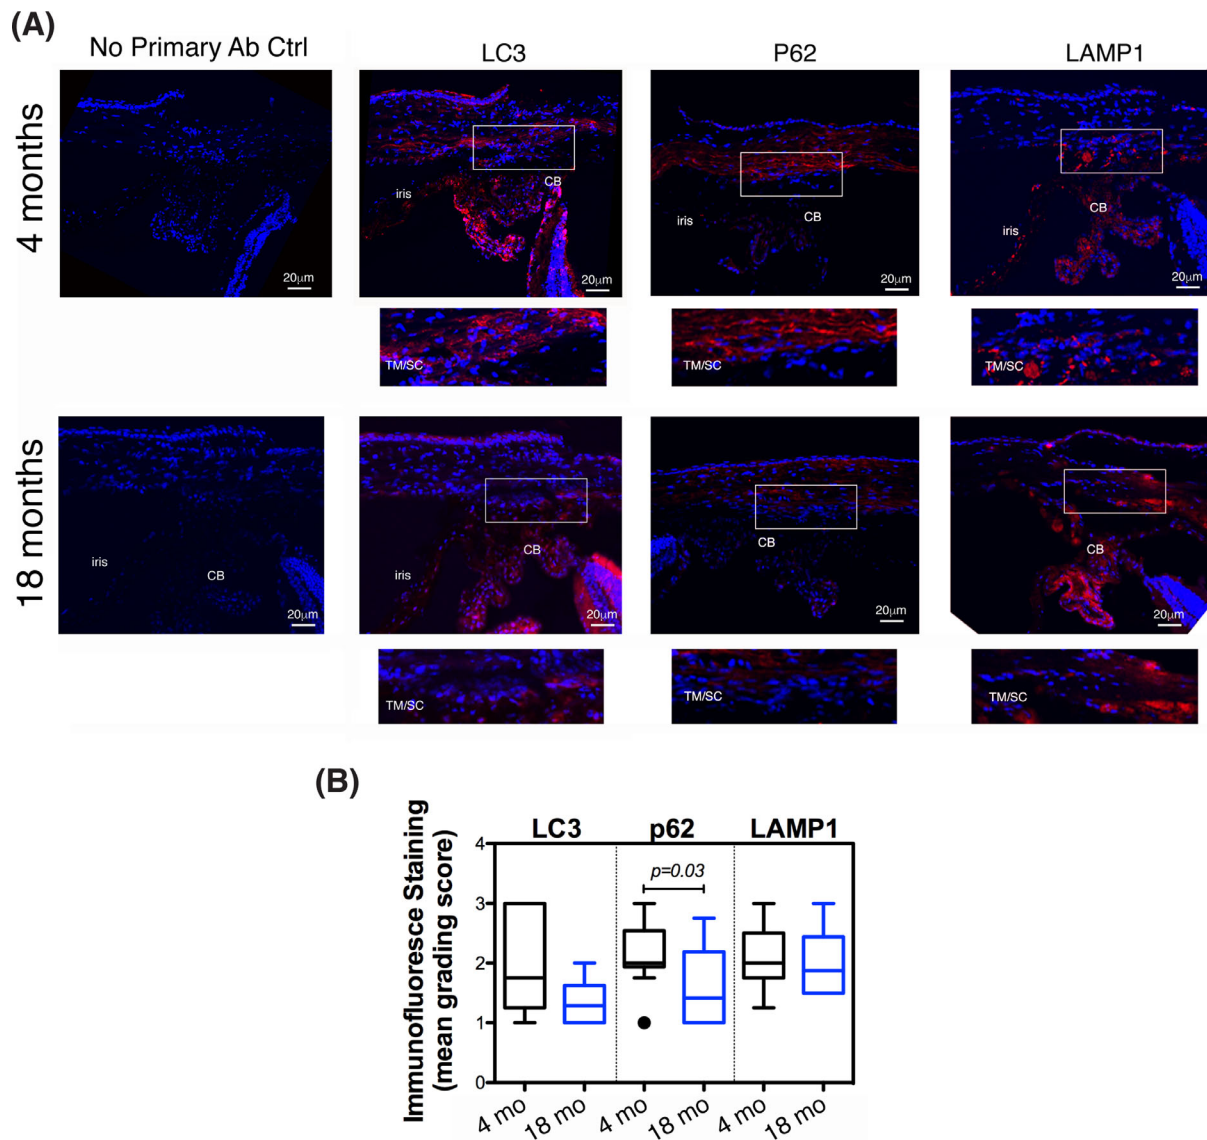 (A)
No Primary Ab Ctrl
LC3
P62
LAMP1
4 months
20µm
iris
CB
20µm
iris
CB
20µm
iris
CB
20µm
TM/SC
TM/SC
TM/SC
18 months
iris
CB
20µm
iris
CB
20µm
CB
20µm
CB
20µm
TM/SC
TM/SC
TM/SC
(B)
Immunofluoresce Staining
(mean grading score)
LC3
p62
LAMP1
4
3
2
1
0
p=0.03
4 mo
18 mo
4 mo
18 mo
4 mo
18 mo